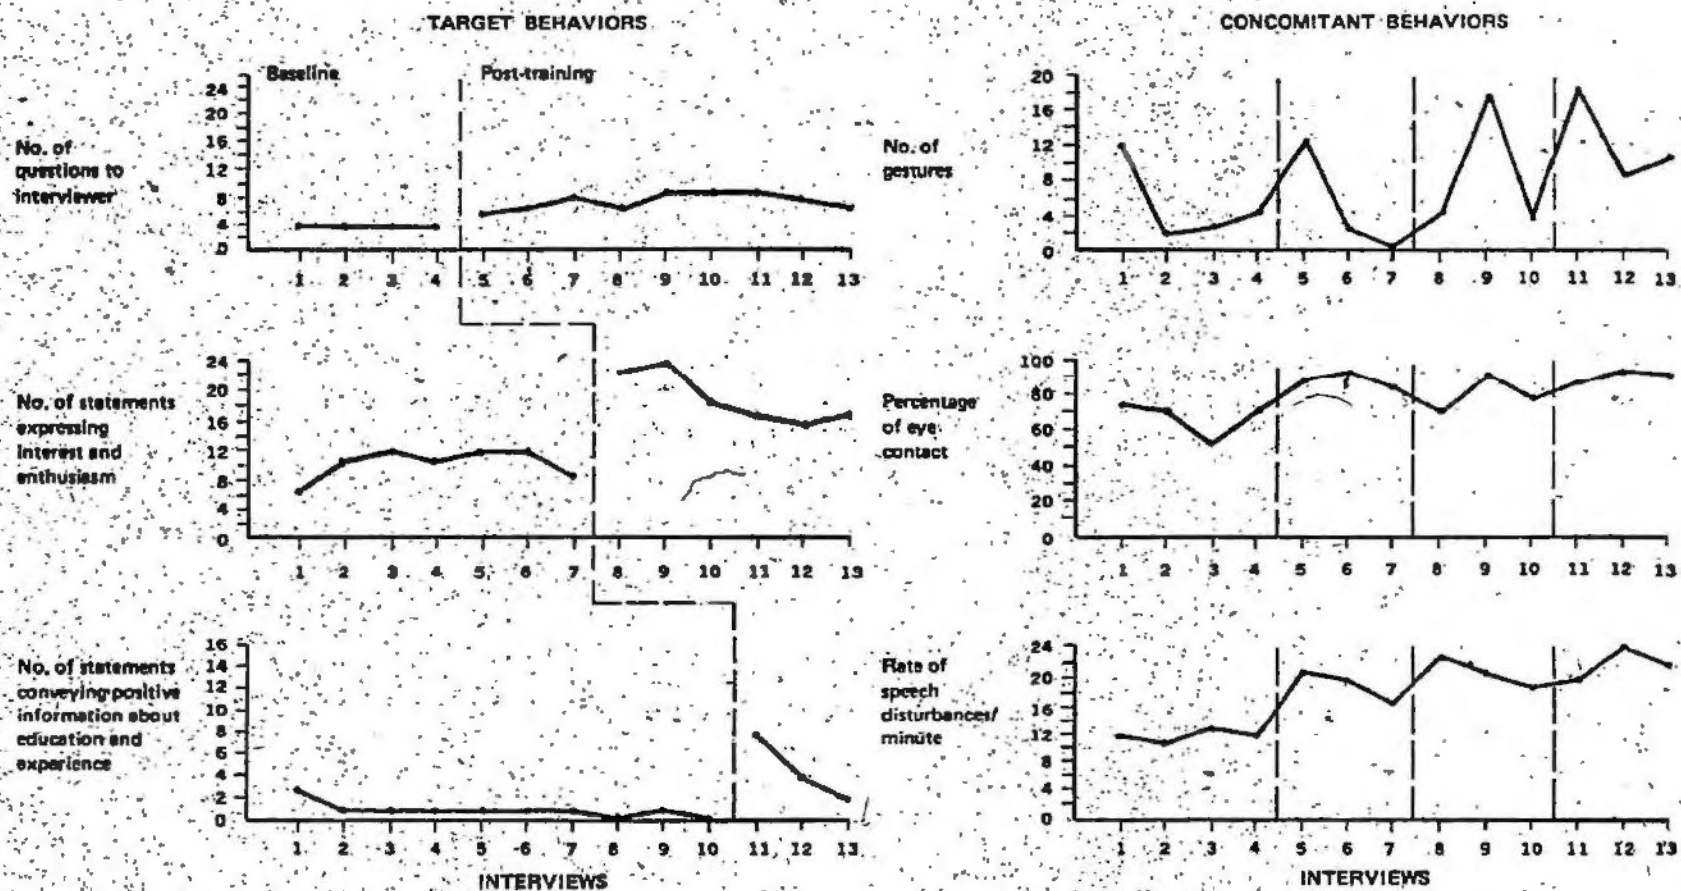 TARGET BEHAVIORS
Baseline
Post-training
No. of
questions to
interviewer
24
20
16
12
8
4
0
1 2 3 4 5 6 7 8 9 10 11 12 13
No. of statements
expressing
interest and
enthusiasm
24
20
16
12
8
4
0
1 2 3 4 5 6 7 8 9 10 11 12 13
No. of statements
conveying positive
information about
education and
experience
16
14
12
10
8
6
4
2
0
1 2 3 4 5 6 7 8 9 10 11 12 13
INTERVIEWS
CONCOMITANT BEHAVIORS
No. of
gestures
20
16
12
8
4
0
1 2 3 4 5 6 7 8 9 10 11 12 13
Percentage
of eye
contact
100
80
60
40
20
0
1 2 3 4 5 6 7 8 9 10 11 12 13
Rate of
speech
disturbances/
minute
24
20
16
12
8
4
0
1 2 3 4 5 6 7 8 9 10 11 12 13
INTERVIEWS